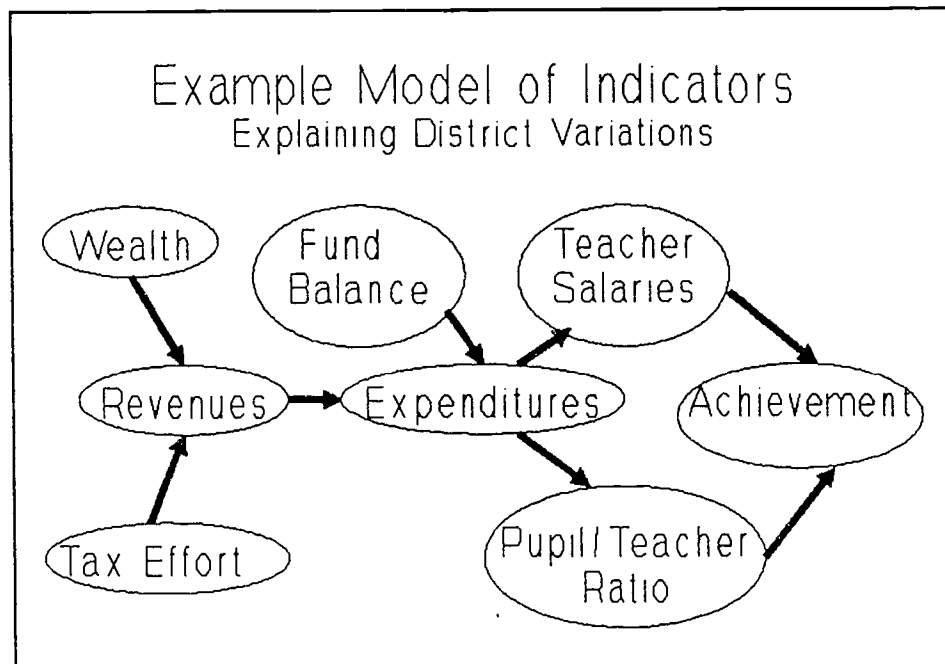 Example Model of Indicators
Explaining District Variations
Wealth
Fund
Balance
Teacher
Salaries
Revenues
Expenditures
Achievement
Tax Effort
Pupil/Teacher
Ratio